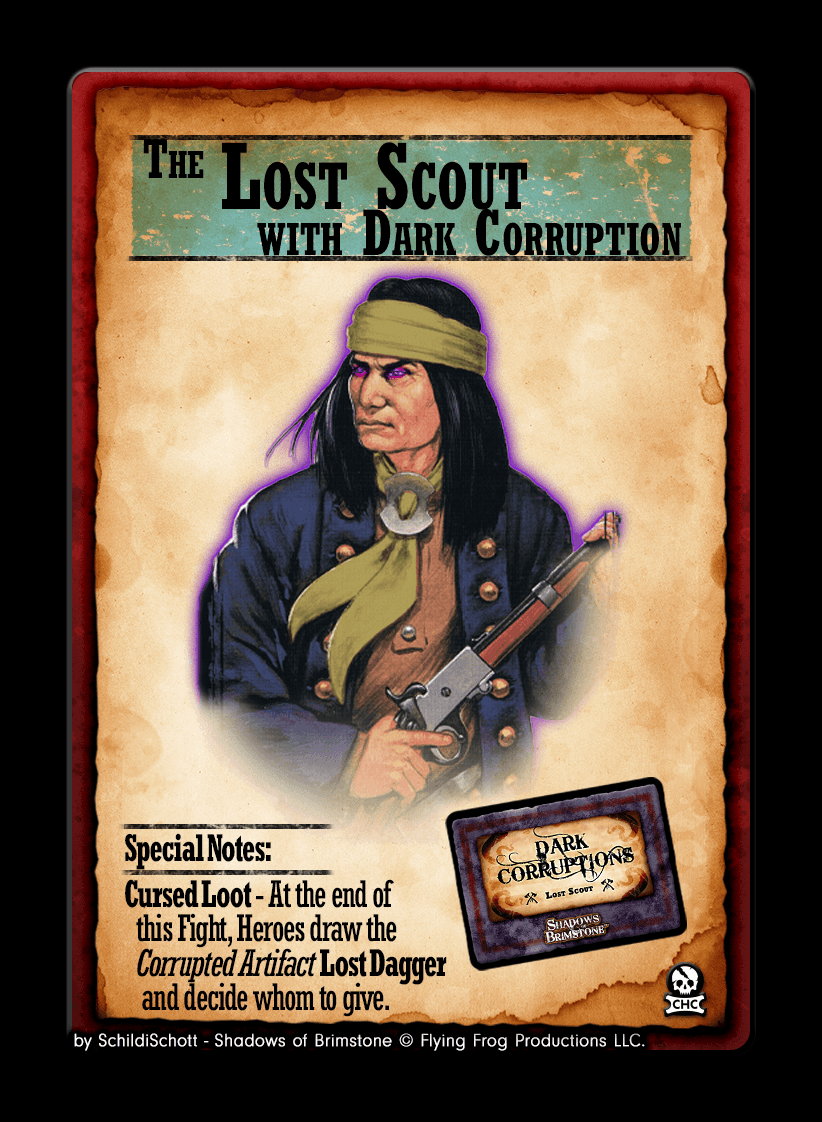 The Lost Scout
with Dark Corruption
Special Notes:
Cursed Loot - At the end of
this Fight, Heroes draw the
Corrupted Artifact Lost Dagger
and decide whom to give.
Dark
Corruptions
Lost Scout
Shadows
of
Brimstone
CHC
by SchildiSchott - Shadows of Brimstone © Flying Frog Productions LLC.